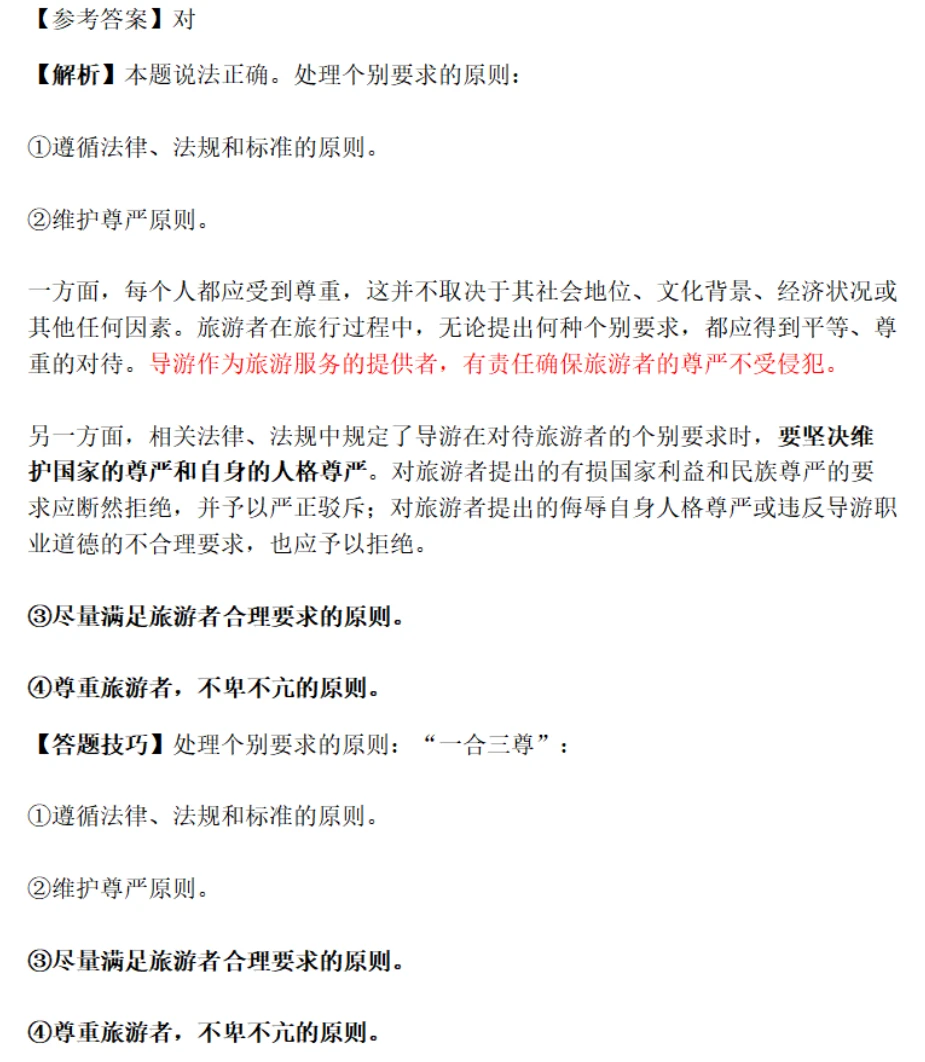 【参考答案】对
【解析】本题说法正确。处理个别要求的原则：
①遵循法律、法规和标准的原则。
②维护尊严原则。
一方面，每个人都应受到尊重，这并不取决于其社会地位、文化背景、经济状况或
其他任何因素。旅游者在旅行过程中，无论提出何种个别要求，都应得到平等、尊
重的对待。导游作为旅游服务的提供者，有责任确保旅游者的尊严不受侵犯。
另一方面，相关法律、法规中规定了导游在对待旅游者的个别要求时，要坚决维
护国家的尊严和自身的人格尊严。对旅游者提出的有损国家利益和民族尊严的要
求应断然拒绝，并予以严正驳斥；对旅游者提出的侮辱自身人格尊严或违反导游职
业道德的不合理要求，也应予以拒绝。
③尽量满足旅游者合理要求的原则。
④尊重旅游者，不卑不亢的原则。
【答题技巧】处理个别要求的原则：“一合三尊”：
①遵循法律、法规和标准的原则。
②维护尊严原则。
③尽量满足旅游者合理要求的原则。
④尊重旅游者，不卑不亢的原则。